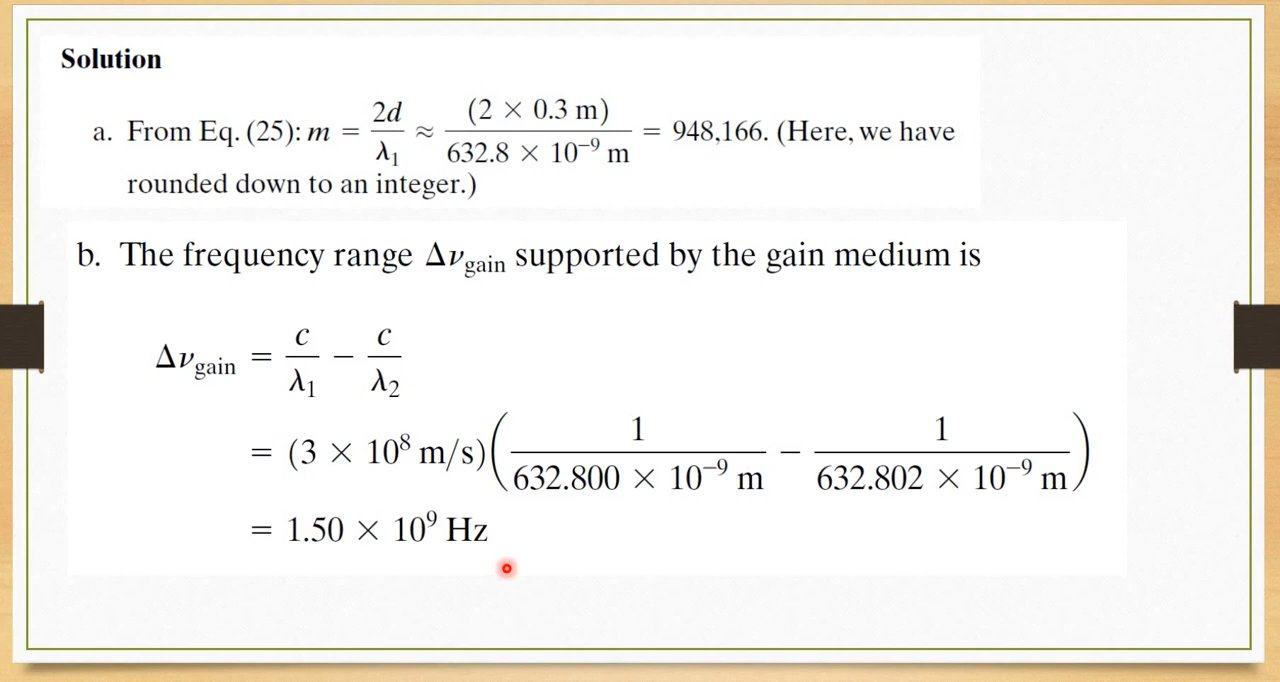 Solution
a. From Eq. (25): m = 2d/λ₁ ≈ (2 × 0.3 m)/(632.8 × 10⁻⁹ m) = 948,166. (Here, we have
rounded down to an integer.)
b. The frequency range Δν_gain supported by the gain medium is
Δν_gain = c/λ₁ − c/λ₂
= (3 × 10⁸ m/s)(1/(632.800 × 10⁻⁹ m) − 1/(632.802 × 10⁻⁹ m))
= 1.50 × 10⁹ Hz